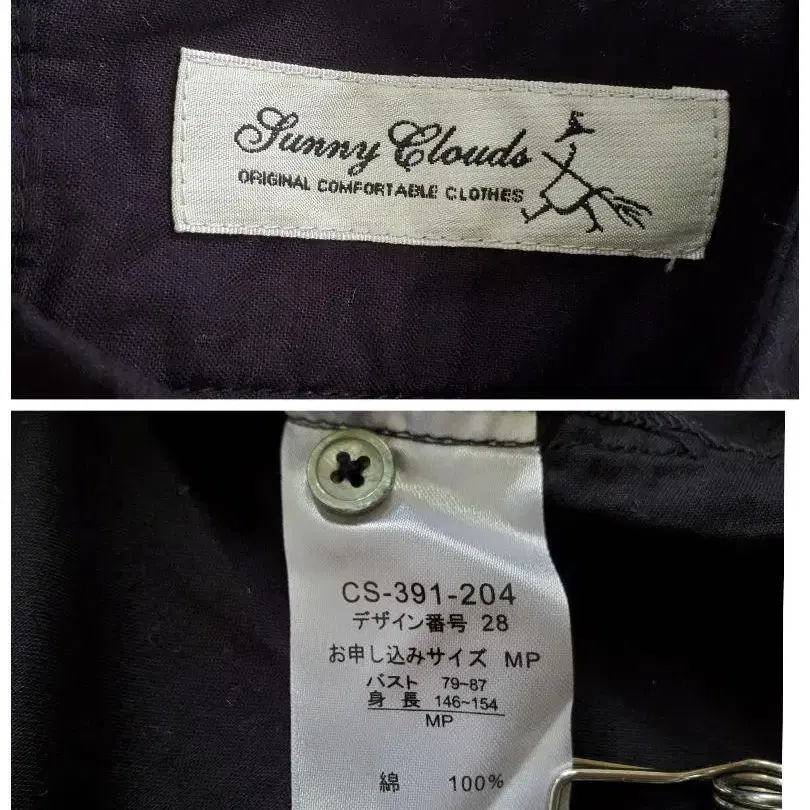 Sunny Clouds
ORIGINAL COMFORTABLE CLOTHES
CS-391-204
デザイン番号 28
お申し込みサイズ MP
バスト 79~87
身長 146~154
MP
綿 100%